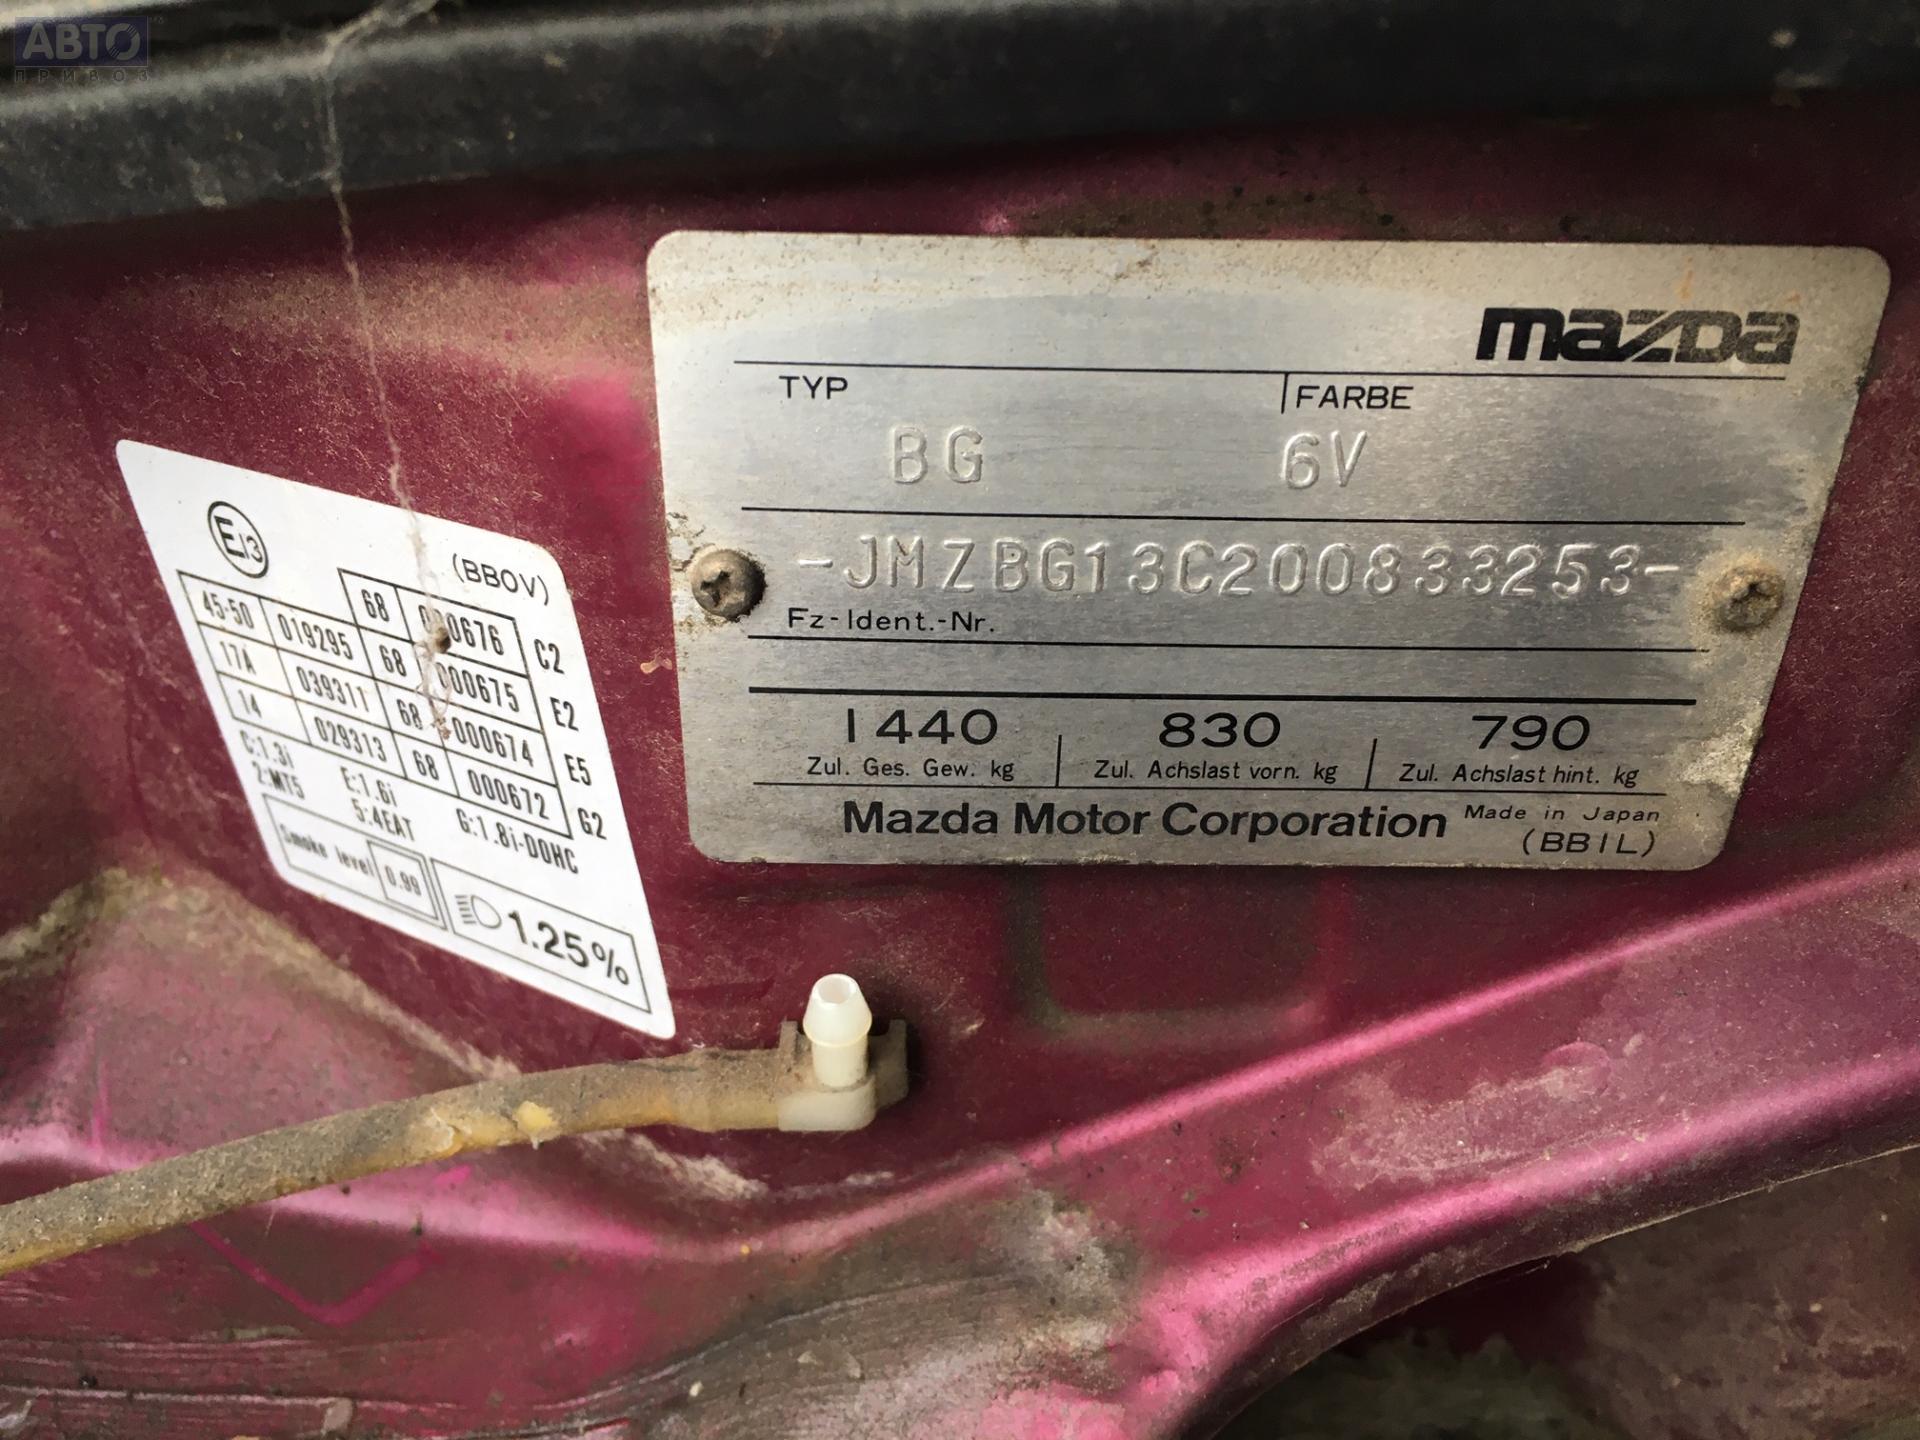 АВТО
ПРИВОЗ
mazda
TYP FARBE
BG 6V
-JMZBG13C200833253-
Fz-Ident.-Nr.
1440 830 790
Zul. Ges. Gew. kg Zul. Achslast vorn. kg Zul. Achslast hint. kg
Mazda Motor Corporation Made in Japan
(BB1L)
E13
(BB0V)
68 000676 C2
45-50 019295 68 000675 E2
17A 039311 68 000674 E5
14 029313 68 000672 G2
C:1.3i E:1.6i G:1.8i-DOHC
2:MT5 5:4EAT
Smoke level 0.99
1.25%